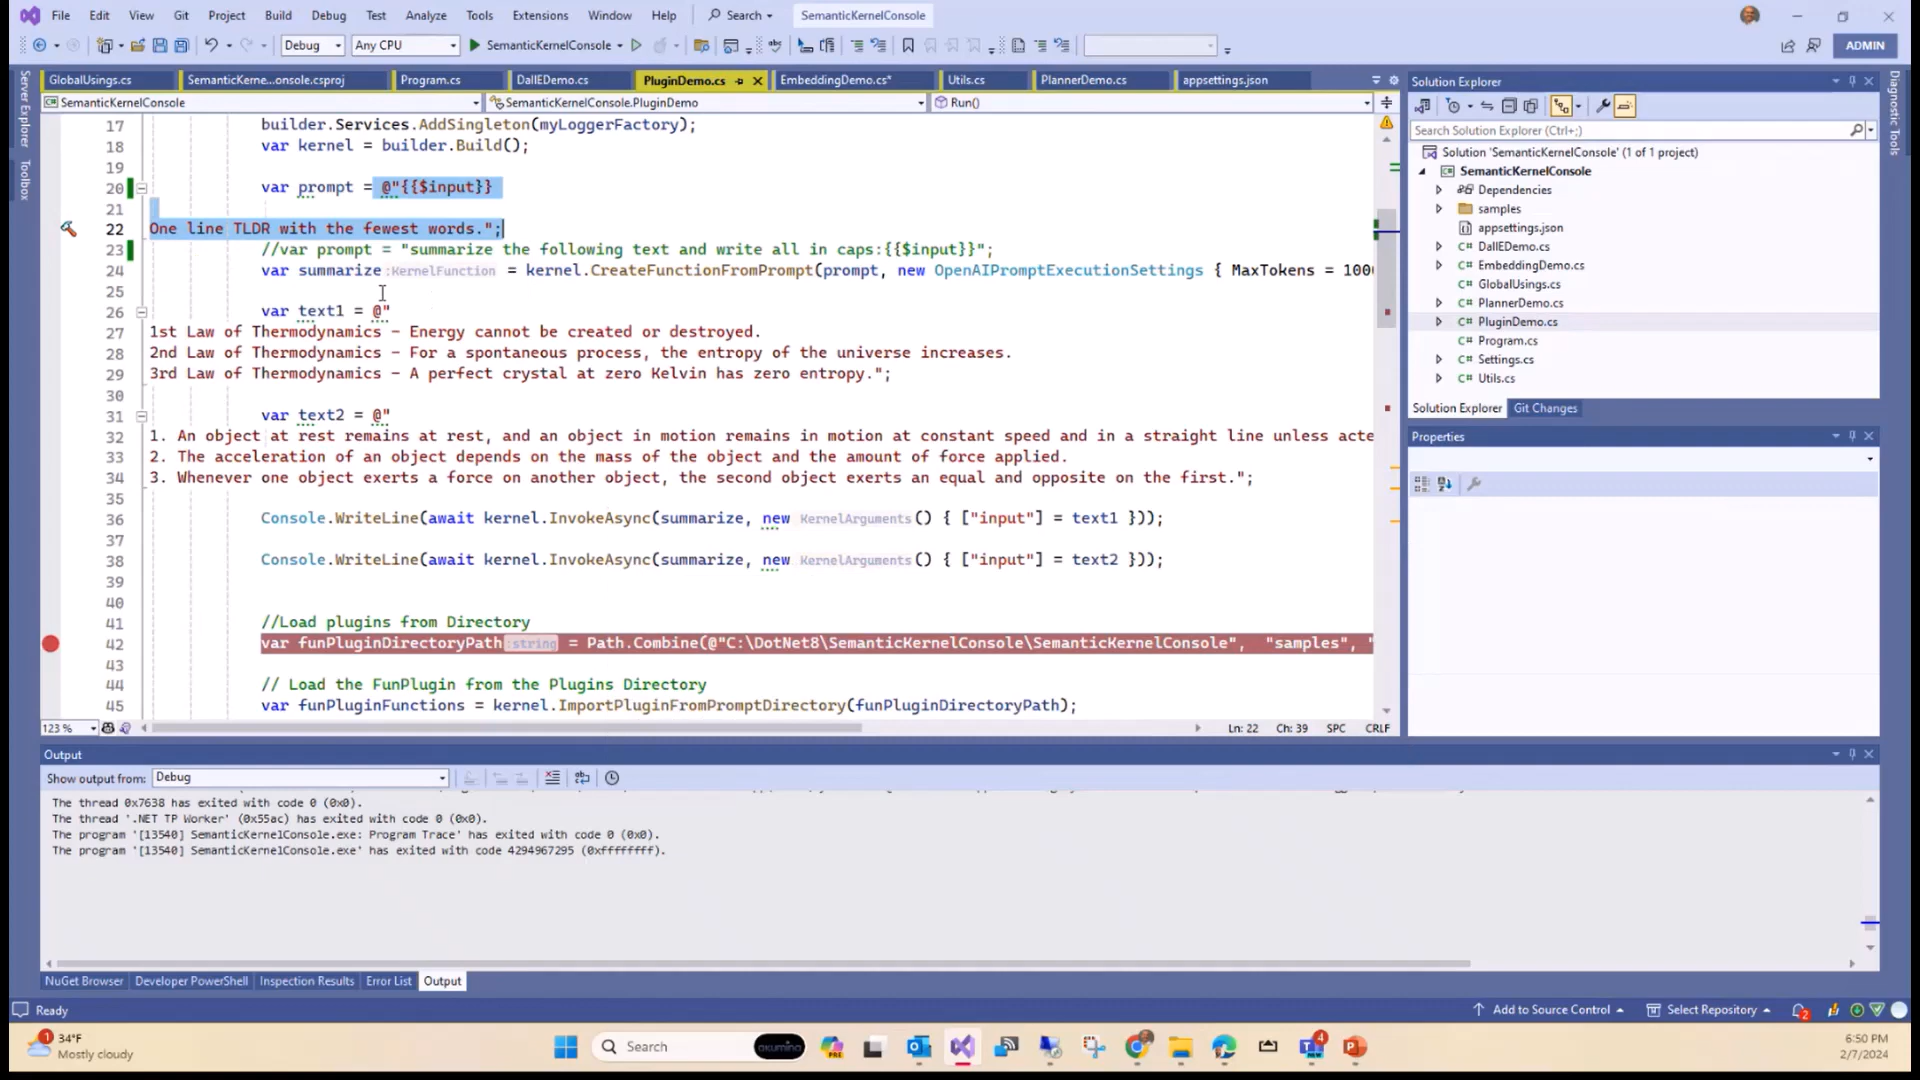 File Edit View Git Project Build Debug Test Analyze Tools Extensions Window Help Search SemanticKernelConsole
Debug Any CPU SemanticKernelConsole ADMIN
GlobalUsings.cs SemanticKerne...onsole.csproj Program.cs DallEDemo.cs PluginDemo.cs EmbeddingDemo.cs* Utils.cs PlannerDemo.cs appsettings.json
SemanticKernelConsole SemanticKernelConsole.PluginDemo Run()
Server Explorer
Toolbox
17 builder.Services.AddSingleton(myLoggerFactory);
18 var kernel = builder.Build();
19
20 var prompt = @"{{$input}}
21
22 One line TLDR with the fewest words.";
23 //var prompt = "summarize the following text and write all in caps:{{$input}}";
24 var summarize:KernelFunction = kernel.CreateFunctionFromPrompt(prompt, new OpenAIPromptExecutionSettings { MaxTokens = 1000
25
26 var text1 = @"
27 1st Law of Thermodynamics - Energy cannot be created or destroyed.
28 2nd Law of Thermodynamics - For a spontaneous process, the entropy of the universe increases.
29 3rd Law of Thermodynamics - A perfect crystal at zero Kelvin has zero entropy.";
30
31 var text2 = @"
32 1. An object at rest remains at rest, and an object in motion remains in motion at constant speed and in a straight line unless acte
33 2. The acceleration of an object depends on the mass of the object and the amount of force applied.
34 3. Whenever one object exerts a force on another object, the second object exerts an equal and opposite on the first.";
35
36 Console.WriteLine(await kernel.InvokeAsync(summarize, new KernelArguments() { ["input"] = text1 }));
37
38 Console.WriteLine(await kernel.InvokeAsync(summarize, new KernelArguments() { ["input"] = text2 }));
39
40
41 //Load plugins from Directory
42 var funPluginDirectoryPath:string = Path.Combine(@"C:\DotNet8\SemanticKernelConsole\SemanticKernelConsole", "samples", "
43
44 // Load the FunPlugin from the Plugins Directory
45 var funPluginFunctions = kernel.ImportPluginFromPromptDirectory(funPluginDirectoryPath);
123 % Ln: 22 Ch: 39 SPC CRLF
Solution Explorer
Search Solution Explorer (Ctrl+;)
Solution 'SemanticKernelConsole' (1 of 1 project)
SemanticKernelConsole
Dependencies
samples
appsettings.json
C# DallEDemo.cs
C# EmbeddingDemo.cs
C# GlobalUsings.cs
C# PlannerDemo.cs
C# PluginDemo.cs
C# Program.cs
C# Settings.cs
C# Utils.cs
Solution Explorer Git Changes
Properties
Diagnostic Tools
Output
Show output from: Debug
The thread 0x7638 has exited with code 0 (0x0).
The thread '.NET TP Worker' (0x55ac) has exited with code 0 (0x0).
The program '[13540] SemanticKernelConsole.exe: Program Trace' has exited with code 0 (0x0).
The program '[13540] SemanticKernelConsole.exe' has exited with code 4294967295 (0xffffffff).
NuGet Browser Developer PowerShell Inspection Results Error List Output
Ready Add to Source Control Select Repository 2
1 34°F
Mostly cloudy
Search akumina PRE 4 NEW
6:50 PM
2/7/2024